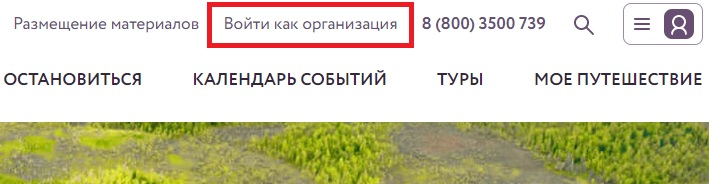 Размещение материалов Войти как организация 8 (800) 3500 739
ОСТАНОВИТЬСЯ КАЛЕНДАРЬ СОБЫТИЙ ТУРЫ МОЕ ПУТЕШЕСТВИЕ